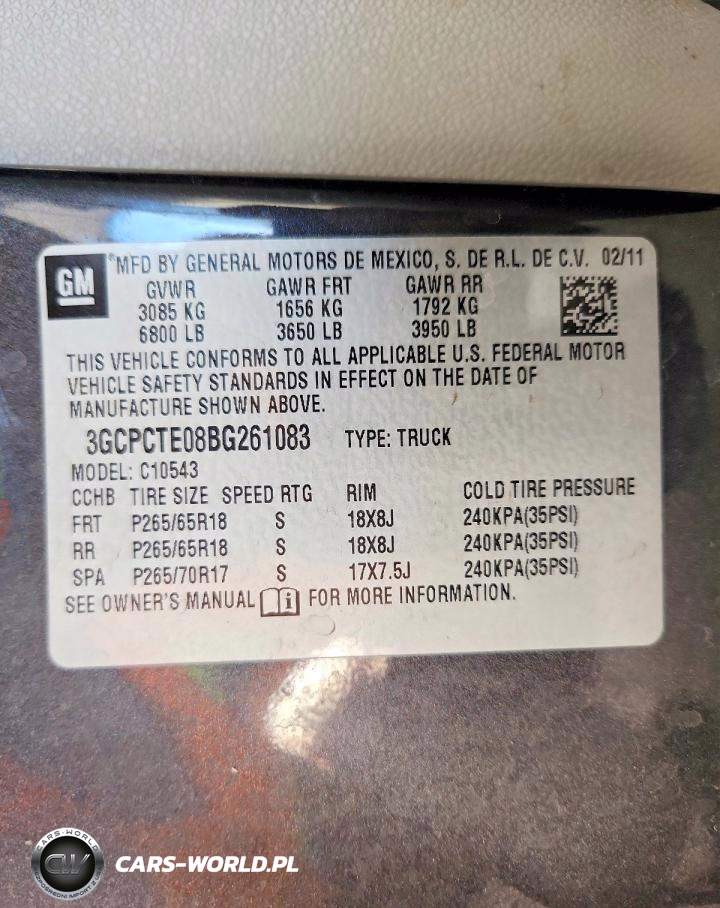 GM
®MFD BY GENERAL MOTORS DE MEXICO, S. DE R.L. DE C.V. 02/11
GVWR GAWR FRT GAWR RR
3085 KG 1656 KG 1792 KG
6800 LB 3650 LB 3950 LB
THIS VEHICLE CONFORMS TO ALL APPLICABLE U.S. FEDERAL MOTOR
VEHICLE SAFETY STANDARDS IN EFFECT ON THE DATE OF
MANUFACTURE SHOWN ABOVE.
3GCPCTE08BG261083 TYPE: TRUCK
MODEL: C10543
CCHB TIRE SIZE SPEED RTG RIM COLD TIRE PRESSURE
FRT P265/65R18 S 18X8J 240KPA(35PSI)
RR P265/65R18 S 18X8J 240KPA(35PSI)
SPA P265/70R17 S 17X7.5J 240KPA(35PSI)
SEE OWNER'S MANUAL FOR MORE INFORMATION.
CARS-WORLD
CW
CARS-WORLD.PL